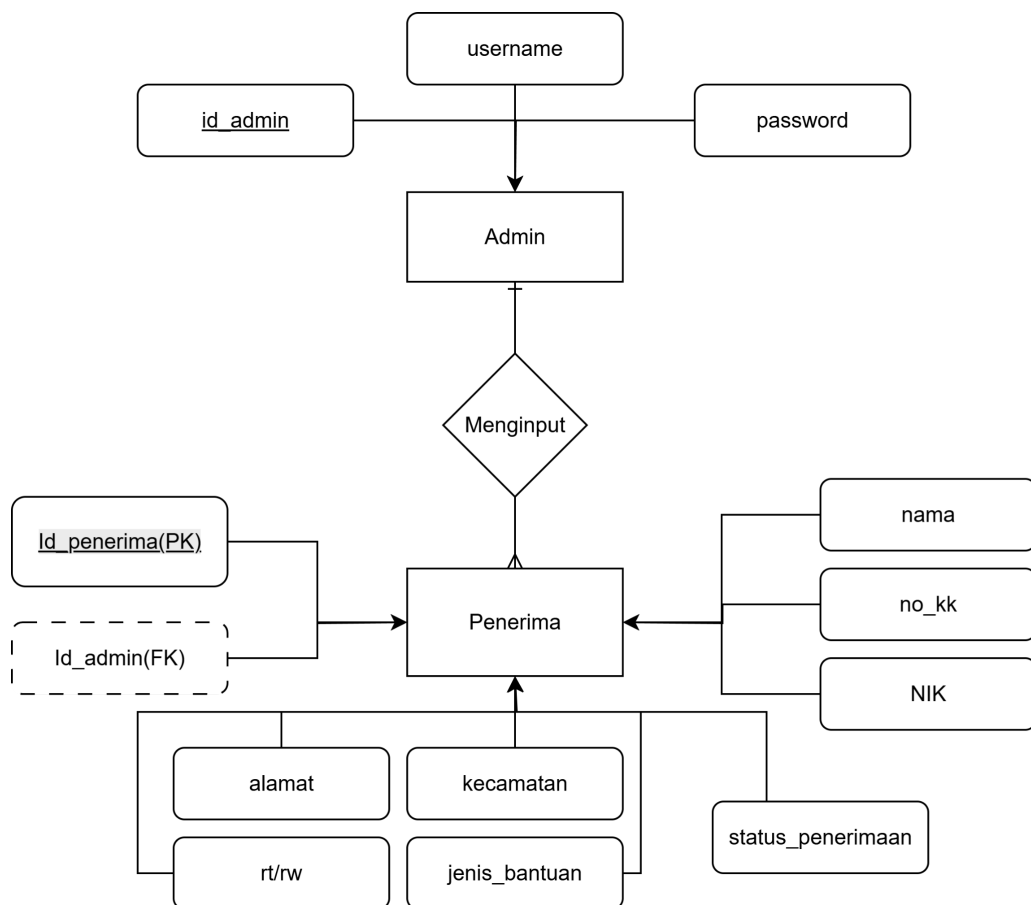 username
id_admin
password
Admin
Menginput
Id_penerima(PK)
nama
no_kk
Penerima
Id_admin(FK)
NIK
alamat
kecamatan
status_penerimaan
rt/rw
jenis_bantuan